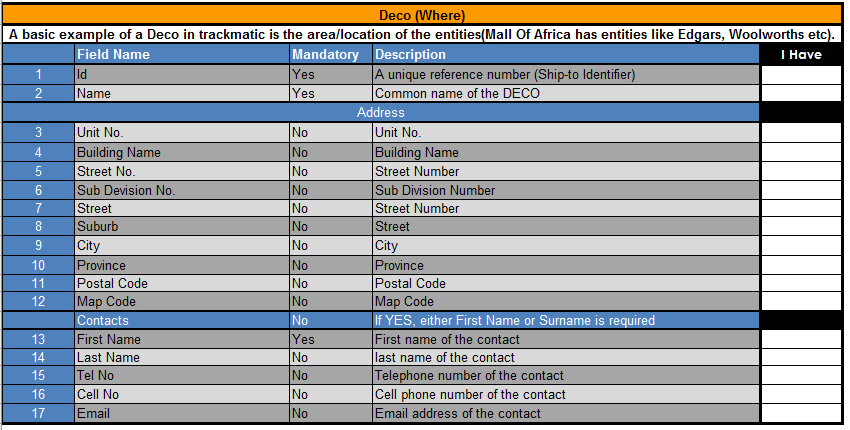 Deco (Where)
A basic example of a Deco in trackmatic is the area/location of the entities(Mall Of Africa has entities like Edgars, Woolworths etc).
Field Name Mandatory Description I Have
1 Id Yes A unique reference number (Ship-to Identifier)
2 Name Yes Common name of the DECO
Address
3 Unit No. No Unit No.
4 Building Name No Building Name
5 Street No. No Street Number
6 Sub Devision No. No Sub Division Number
7 Street No Street Number
8 Suburb No Street
9 City No City
10 Province No Province
11 Postal Code No Postal Code
12 Map Code No Map Code
Contacts No If YES, either First Name or Surname is required
13 First Name Yes First name of the contact
14 Last Name No last name of the contact
15 Tel No No Telephone number of the contact
16 Cell No No Cell phone number of the contact
17 Email No Email address of the contact